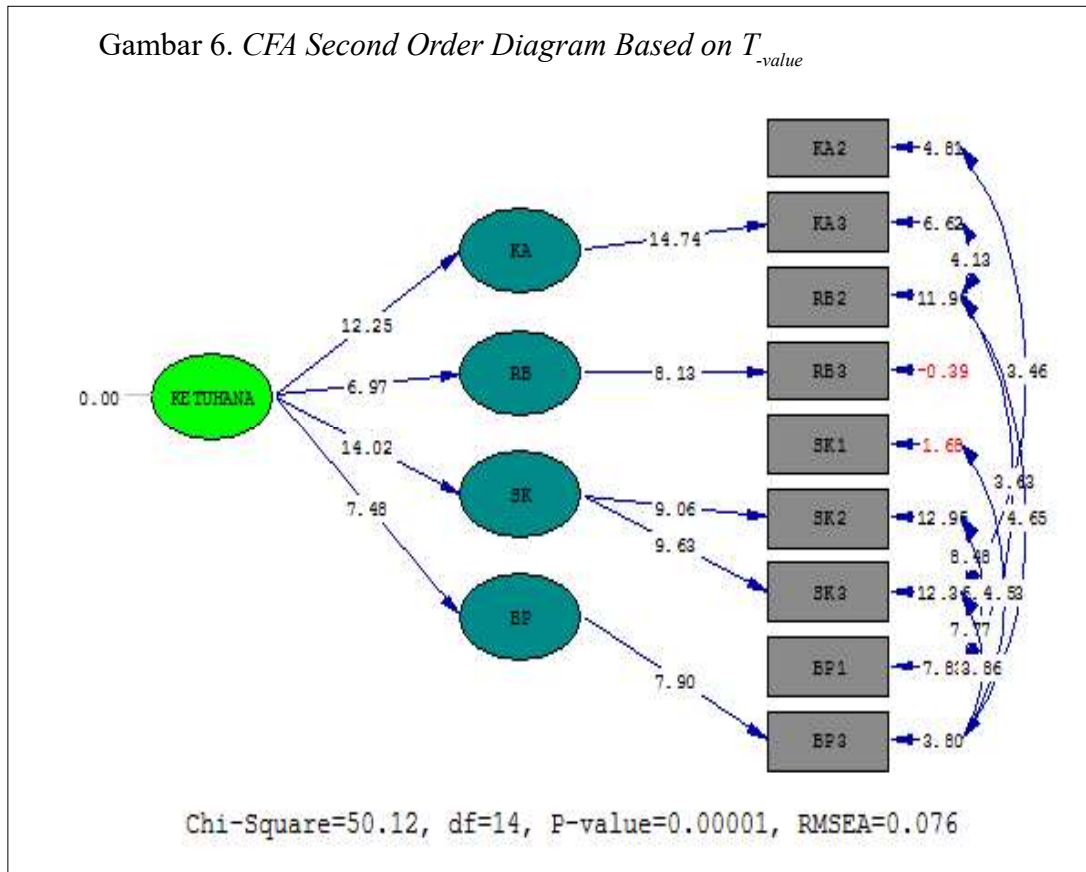 Gambar 6. CFA Second Order Diagram Based on T-value
KA2
4.81
KA
KA3
6.62
14.74
4.13
RB2
11.9
12.25
RB
RB3
-0.39
8.13
3.46
0.00
KETUHANA
6.97
14.02
SK1
1.68
7.48
SK
SK2
12.9
9.06
3.63
4.65
9.63
8.48
SK3
12.3
4.53
BP
7.77
BP1
7.8
3.86
7.90
BP3
3.80
Chi-Square=50.12, df=14, P-value=0.00001, RMSEA=0.076